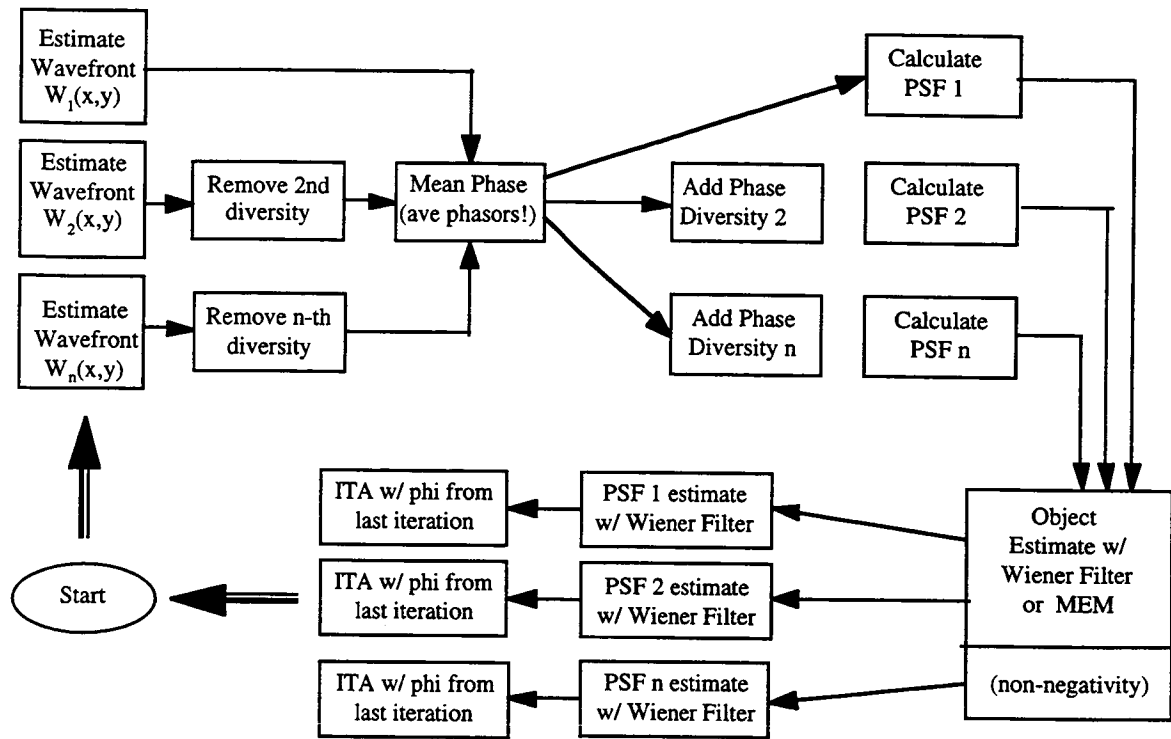 Estimate
Wavefront
W1(x,y)
Calculate
PSF 1
Estimate
Wavefront
W2(x,y)
Remove 2nd
diversity
Mean Phase
(ave phasors!)
Add Phase
Diversity 2
Calculate
PSF 2
Estimate
Wavefront
Wn(x,y)
Remove n-th
diversity
Add Phase
Diversity n
Calculate
PSF n
ITA w/ phi from
last iteration
PSF 1 estimate
w/ Wiener Filter
Object
Estimate w/
Wiener Filter
or MEM
Start
ITA w/ phi from
last iteration
PSF 2 estimate
w/ Wiener Filter
ITA w/ phi from
last iteration
PSF n estimate
w/ Wiener Filter
(non-negativity)